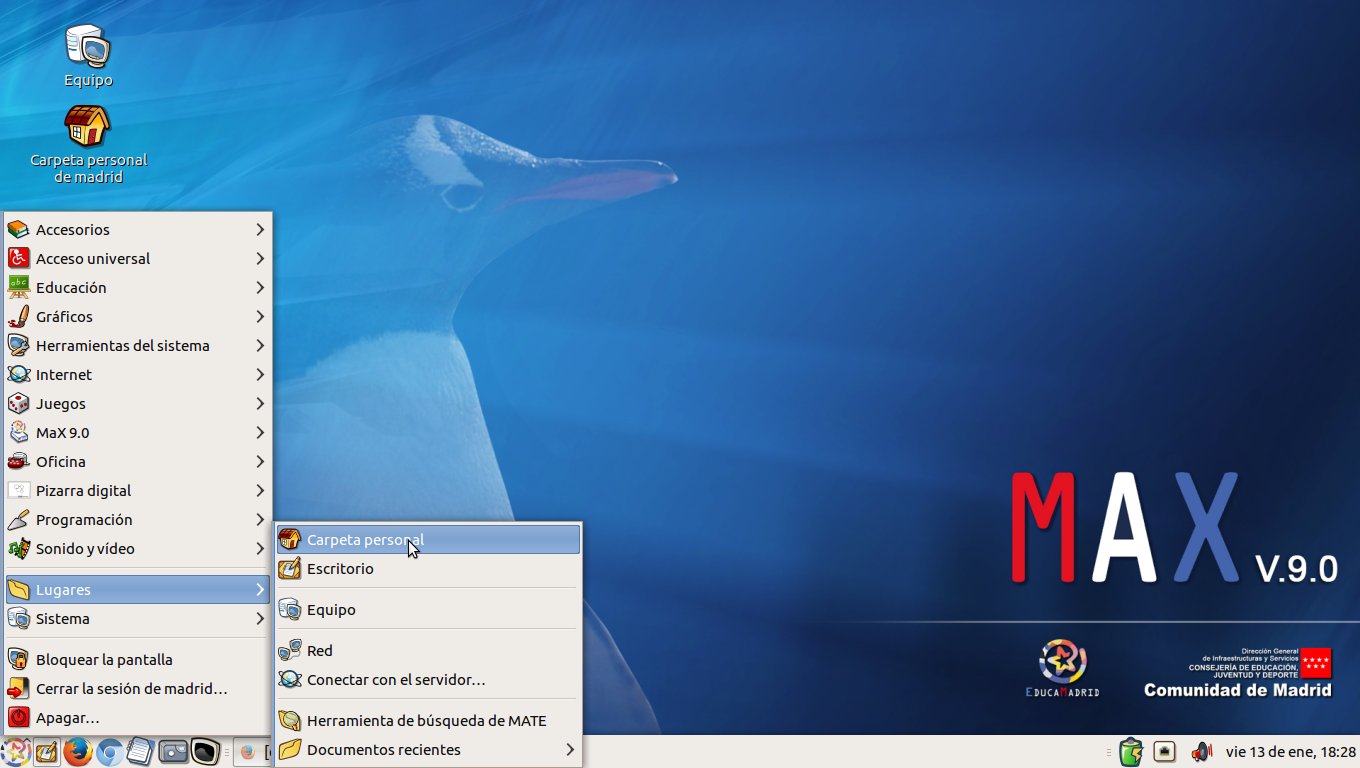 Equipo
Carpeta personal
de madrid
Accesorios
Acceso universal
Educación
Gráficos
Herramientas del sistema
Internet
Juegos
MaX 9.0
Oficina
Pizarra digital
Programación
Sonido y vídeo
Lugares
Sistema
Bloquear la pantalla
Cerrar la sesión de madrid...
Apagar...
Carpeta personal
Escritorio
Equipo
Red
Conectar con el servidor...
Herramienta de búsqueda de MATE
Documentos recientes
MAX V.9.0
EDUCAMADRID
Dirección General
de Infraestructuras y Servicios
CONSEJERÍA DE EDUCACIÓN,
JUVENTUD Y DEPORTE
Comunidad de Madrid
vie 13 de ene, 18:28